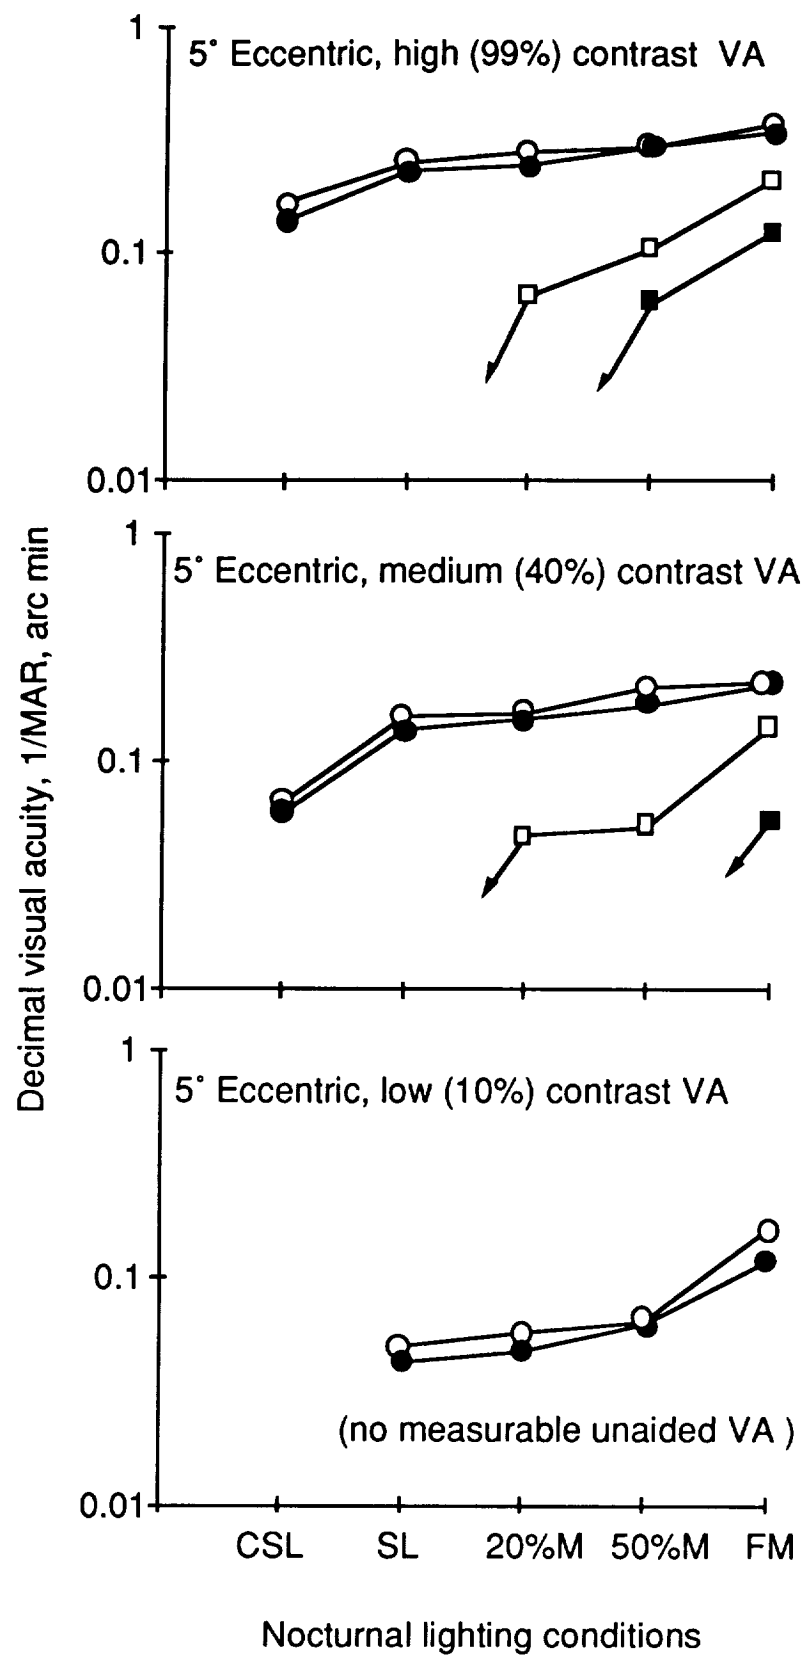 1
5° Eccentric, high (99%) contrast VA
0.1
0.01
1
5° Eccentric, medium (40%) contrast VA
0.1
0.01
1
5° Eccentric, low (10%) contrast VA
0.1
(no measurable unaided VA )
0.01
CSL SL 20%M 50%M FM
Nocturnal lighting conditions
Decimal visual acuity, 1/MAR, arc min